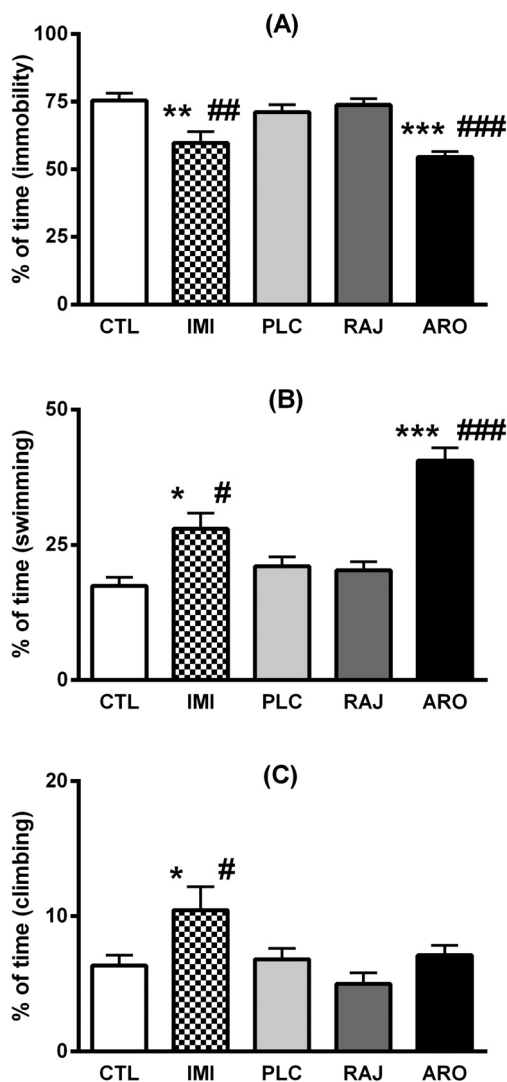 (A)
% of time (immobility)
100
75
50
25
0
** ##
*** ###
CTL IMI PLC RAJ ARO
(B)
% of time (swimming)
50
25
0
* #
*** ###
CTL IMI PLC RAJ ARO
(C)
% of time (climbing)
20
10
0
* #
CTL IMI PLC RAJ ARO